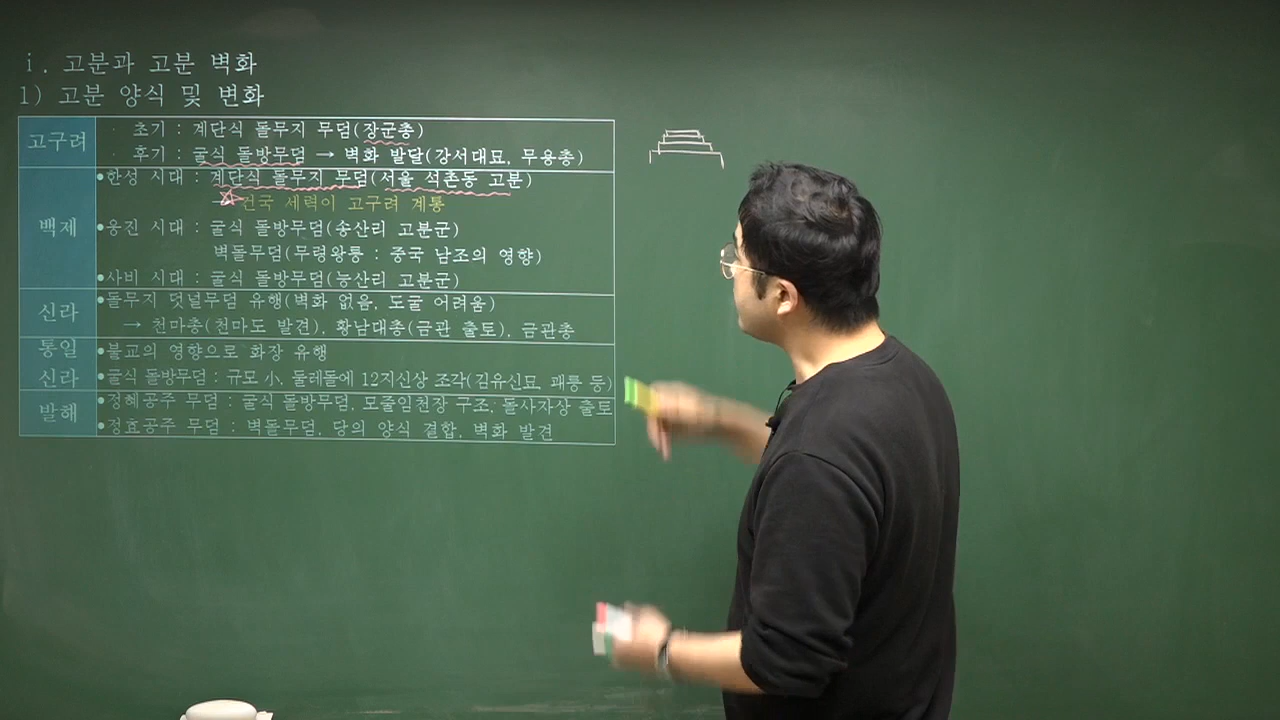 i. 고분과 고분 벽화
1) 고분 양식 및 변화
고구려
· 초기 : 계단식 돌무지 무덤(장군총)
· 후기 : 굴식 돌방무덤 → 벽화 발달(강서대묘, 무용총)
백제
•한성 시대 : 계단식 돌무지 무덤(서울 석촌동 고분)
→ 건국 세력이 고구려 계통
•웅진 시대 : 굴식 돌방무덤(송산리 고분군)
벽돌무덤(무령왕릉 : 중국 남조의 영향)
•사비 시대 : 굴식 돌방무덤(능산리 고분군)
신라
•돌무지 덧널무덤 유행(벽화 없음, 도굴 어려움)
→ 천마총(천마도 발견), 황남대총(금관 출토), 금관총
통일
신라
•불교의 영향으로 화장 유행
•굴식 돌방무덤 : 규모 小, 둘레돌에 12지신상 조각(김유신묘, 괘릉 등)
발해
•정혜공주 무덤 : 굴식 돌방무덤, 모줄임천장 구조, 돌사자상 출토
•정효공주 무덤 : 벽돌무덤, 당의 양식 결합, 벽화 발견